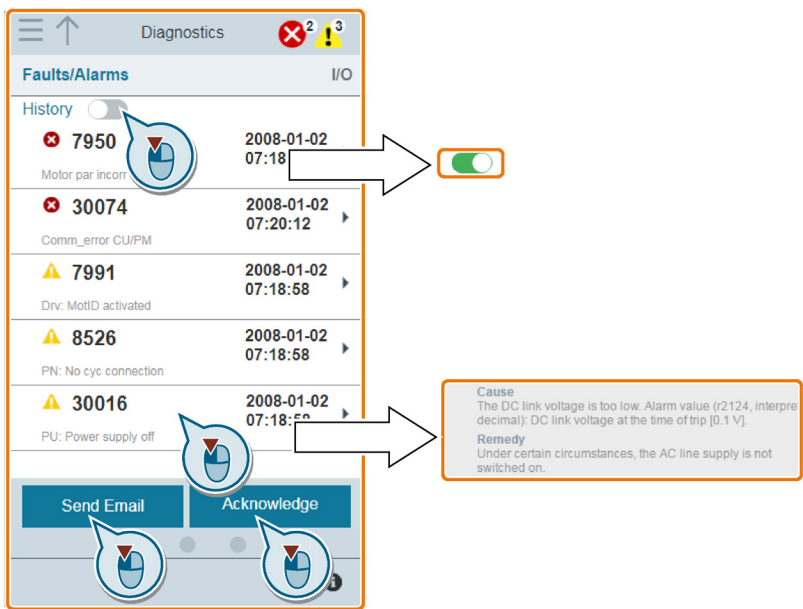 Diagnostics
2
3
Faults/Alarms
I/O
History
7950
2008-01-02
07:18
Motor par incorr
30074
2008-01-02
07:20:12
Comm_error CU/PM
7991
2008-01-02
07:18:58
Drv: MotID activated
8526
2008-01-02
07:18:58
PN: No cyc connection
30016
2008-01-02
07:18:
PU: Power supply off
Cause
The DC link voltage is too low. Alarm value (r2124, interpre
decimal): DC link voltage at the time of trip [0.1 V].
Remedy
Under certain circumstances, the AC line supply is not
switched on.
Send Email
Acknowledge